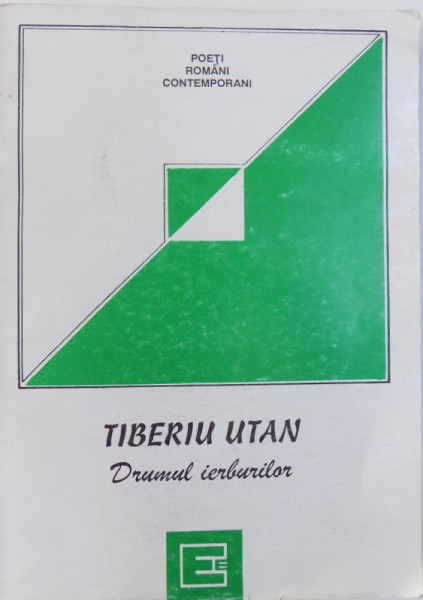 POEȚI
ROMÂNI
CONTEMPORANI
TIBERIU UTAN
Drumul ierburilor
E